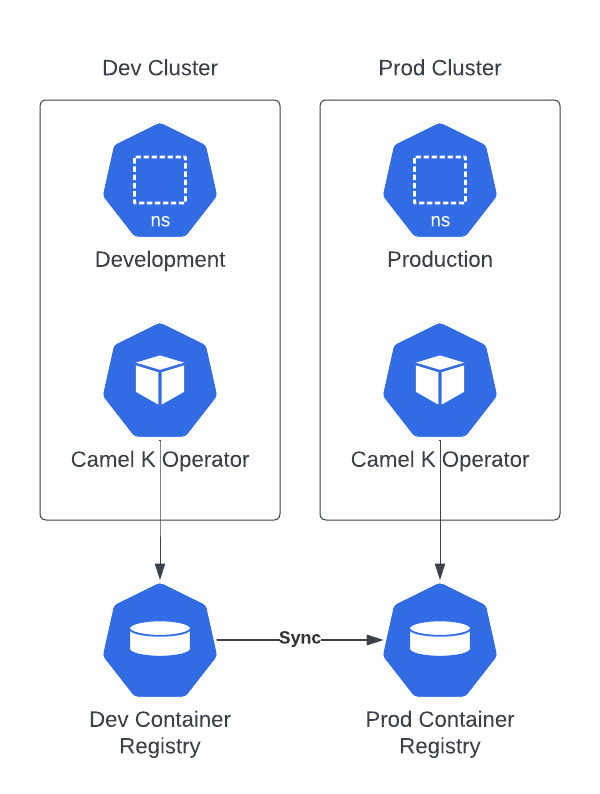 Dev Cluster
Prod Cluster
ns
Development
ns
Production
Camel K Operator
Camel K Operator
Sync
Dev Container
Registry
Prod Container
Registry